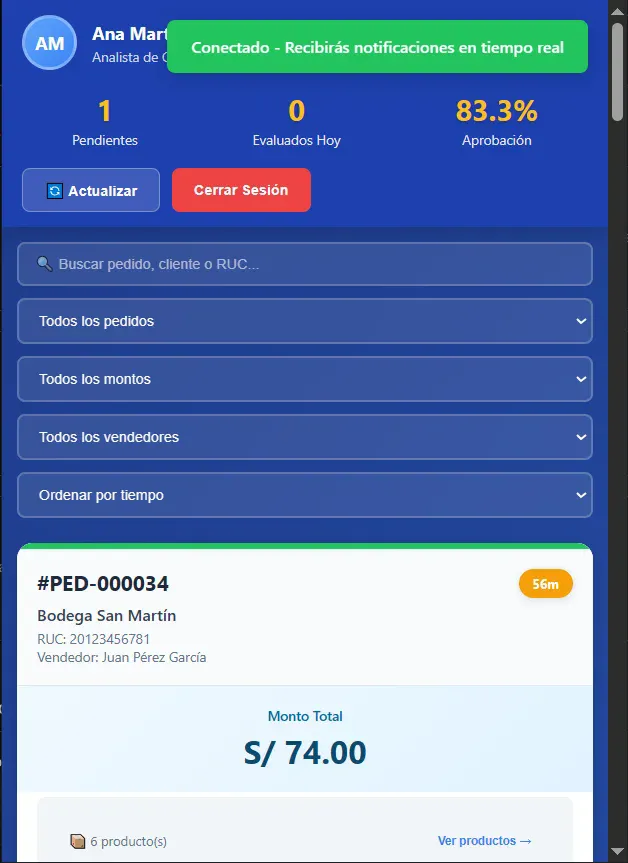 AM
Ana Mart
Analista de C
Conectado - Recibirás notificaciones en tiempo real
1
Pendientes
0
Evaluados Hoy
83.3%
Aprobación
Actualizar
Cerrar Sesión
Buscar pedido, cliente o RUC...
Todos los pedidos
Todos los montos
Todos los vendedores
Ordenar por tiempo
#PED-000034
56m
Bodega San Martín
RUC: 20123456781
Vendedor: Juan Pérez García
Monto Total
S/ 74.00
6 producto(s)
Ver productos →